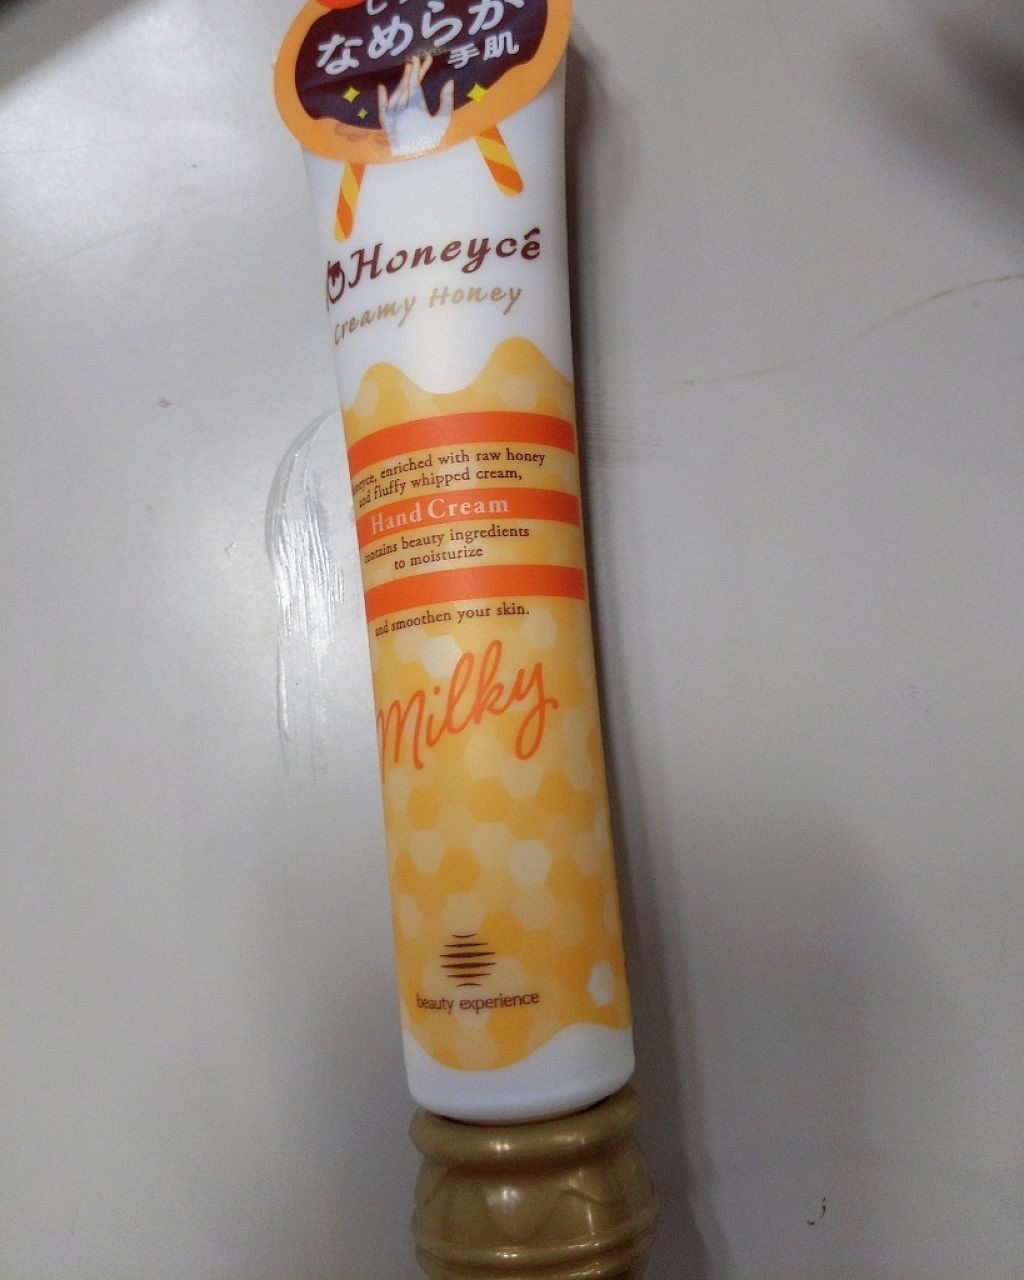 なめらか
手肌
Honeycé
Creamy Honey
enriched with raw honey
and fluffy whipped cream,
Hand Cream
contains beauty ingredients
to moisturize
and smoothen your skin.
Milky
beauty experience